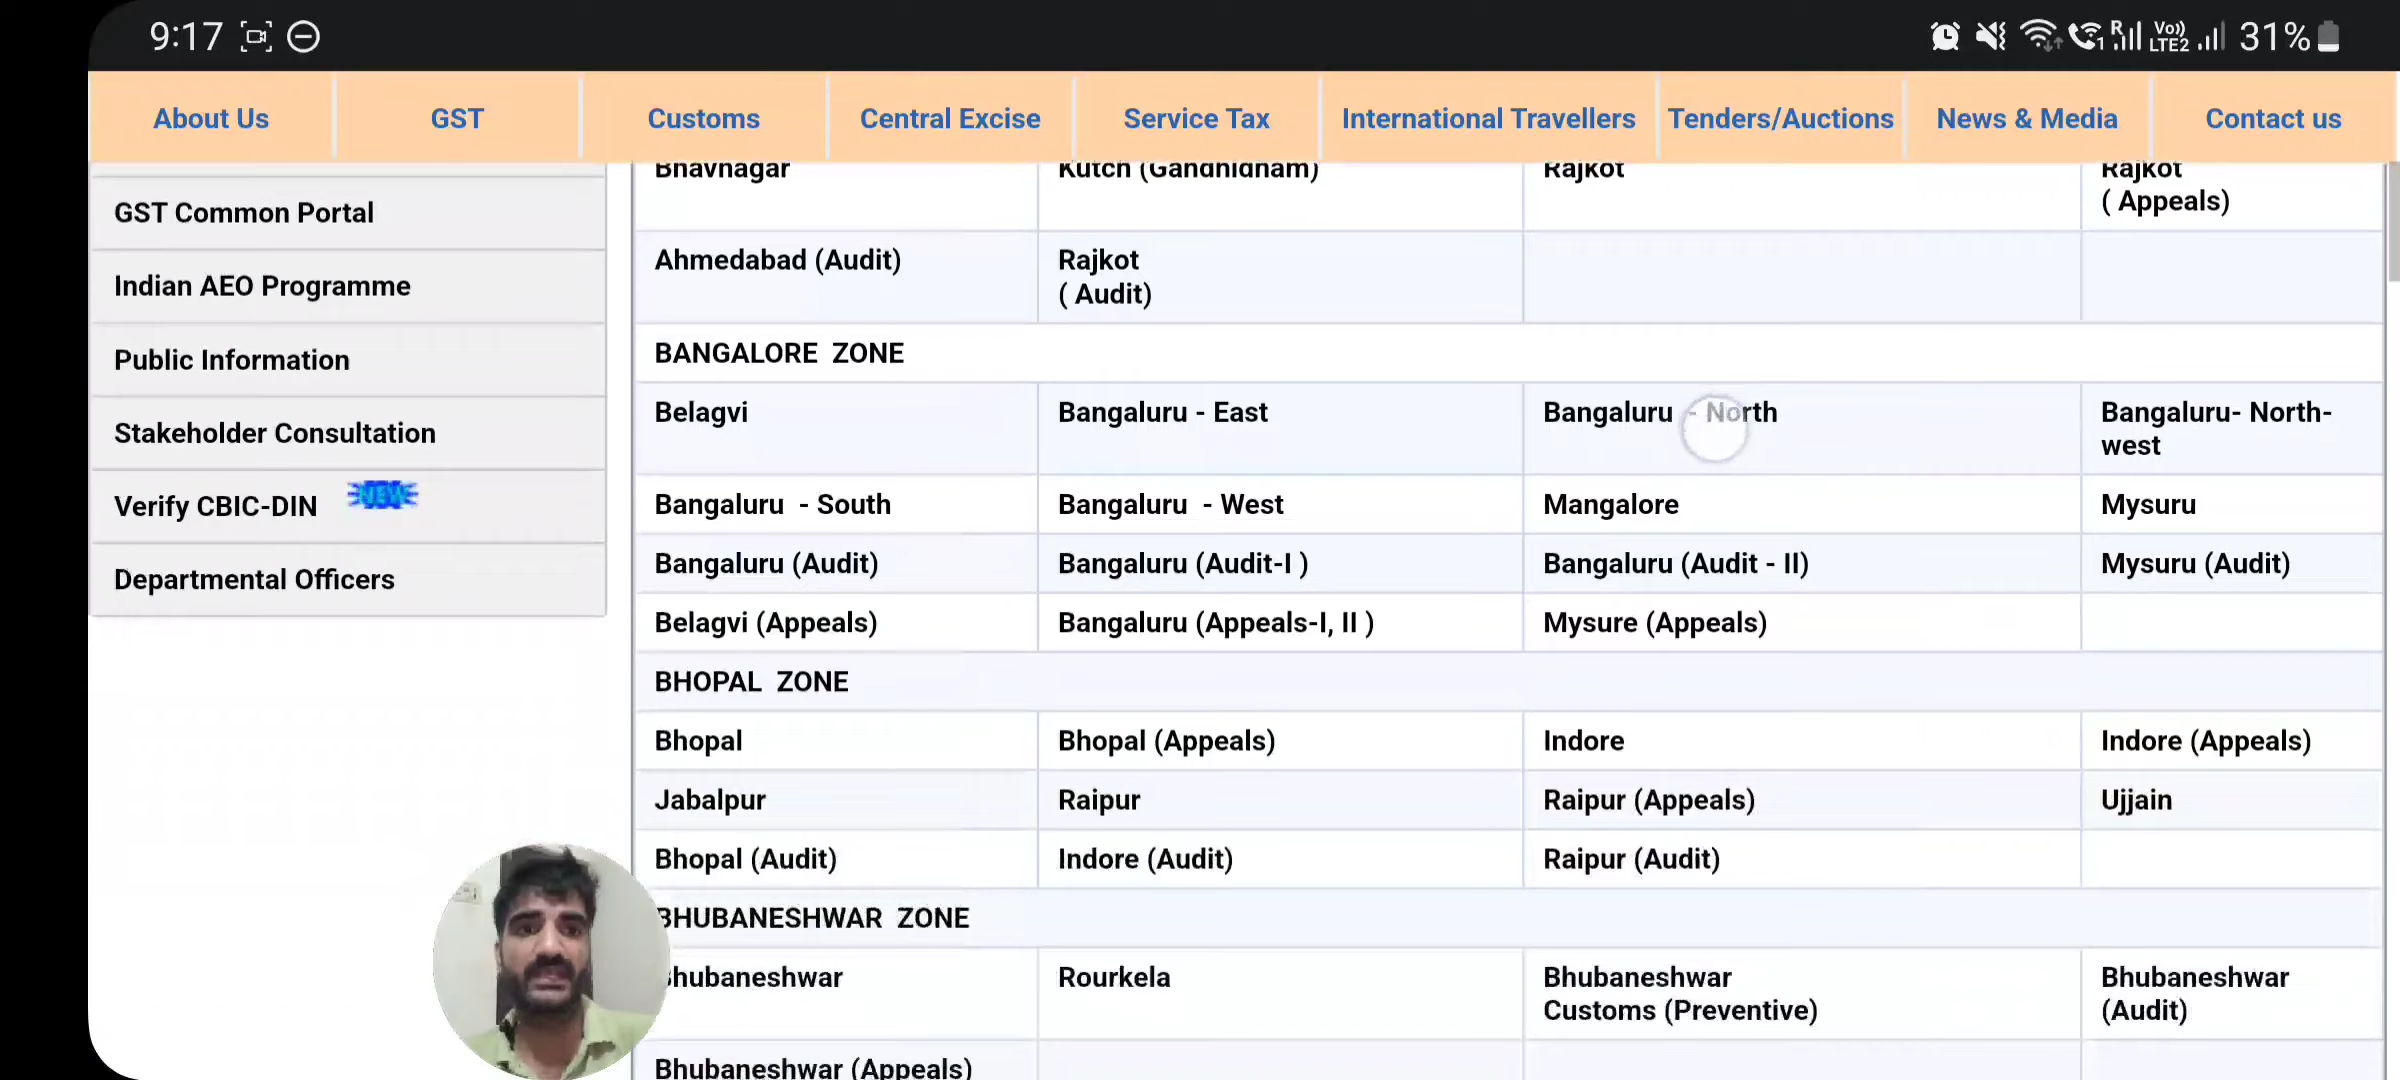 9:17 31%
R Vo)) LTE2
About Us GST Customs Central Excise Service Tax International Travellers Tenders/Auctions News & Media Contact us
GST Common Portal
Indian AEO Programme
Public Information
Stakeholder Consultation
Verify CBIC-DIN NEW
Departmental Officers
Bhavnagar Kutch (Gandhidham) Rajkot Rajkot
( Appeals)
Ahmedabad (Audit) Rajkot
( Audit)
BANGALORE ZONE
Belagvi Bangaluru - East Bangaluru - North Bangaluru- North-
west
Bangaluru - South Bangaluru - West Mangalore Mysuru
Bangaluru (Audit) Bangaluru (Audit-I ) Bangaluru (Audit - II) Mysuru (Audit)
Belagvi (Appeals) Bangaluru (Appeals-I, II ) Mysure (Appeals)
BHOPAL ZONE
Bhopal Bhopal (Appeals) Indore Indore (Appeals)
Jabalpur Raipur Raipur (Appeals) Ujjain
Bhopal (Audit) Indore (Audit) Raipur (Audit)
BHUBANESHWAR ZONE
Bhubaneshwar Rourkela Bhubaneshwar Bhubaneshwar
Customs (Preventive) (Audit)
Bhubaneshwar (Appeals)